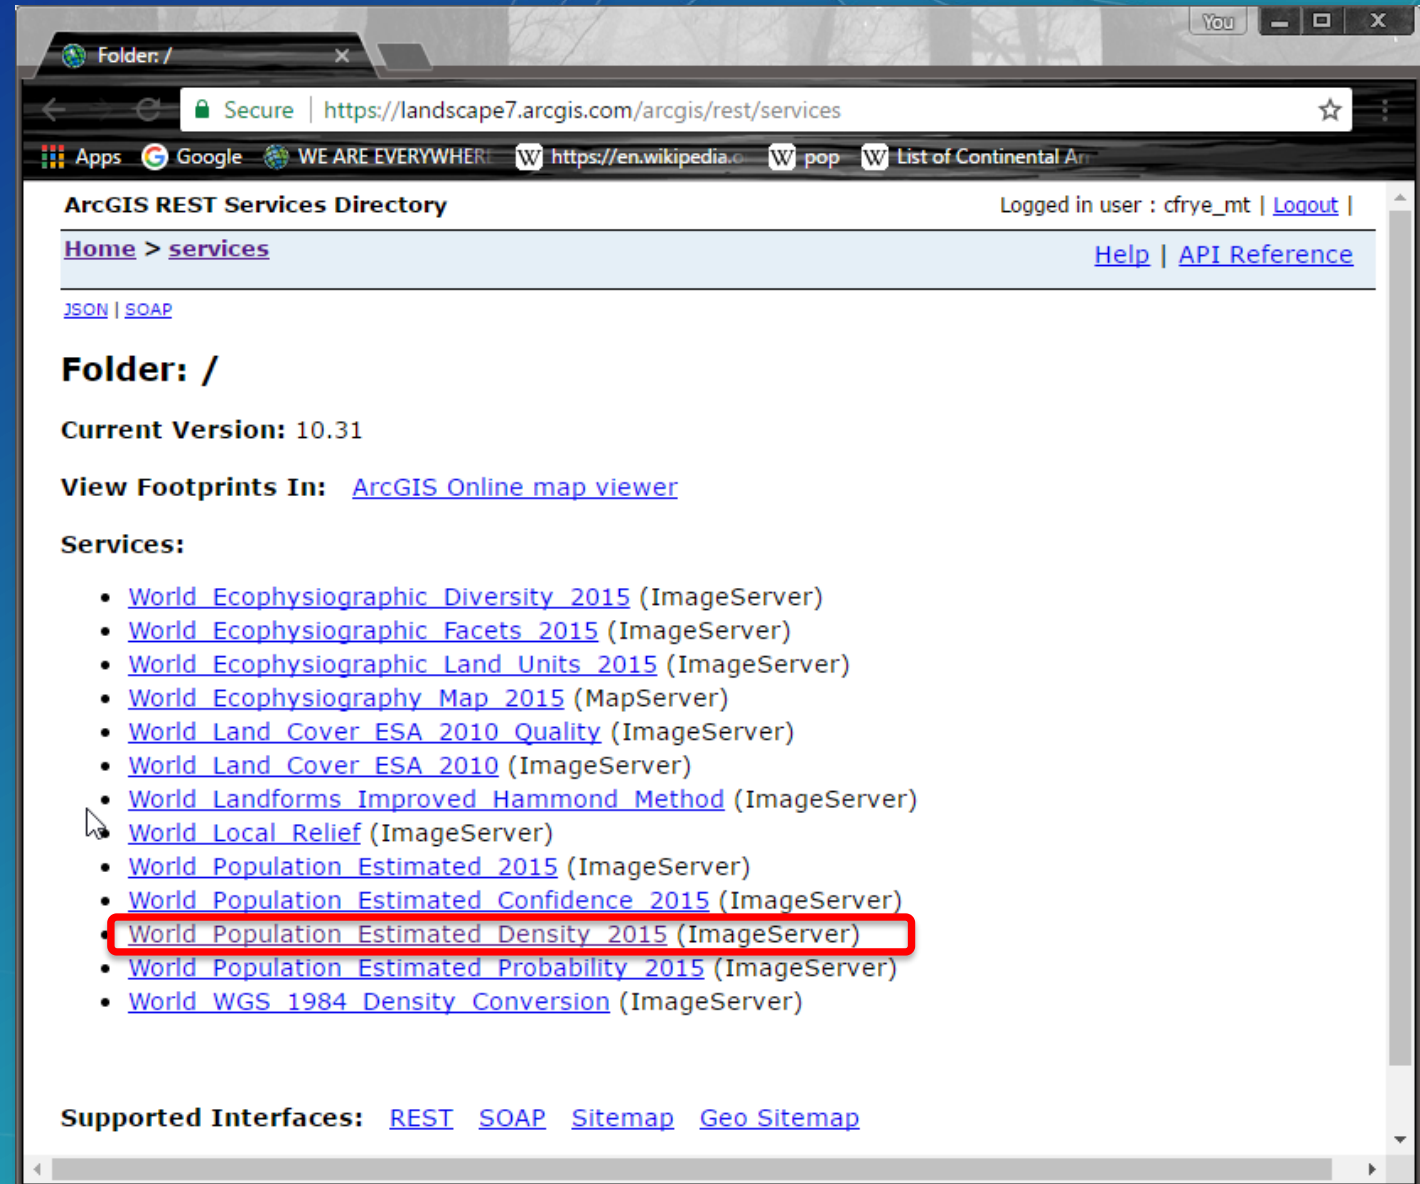 You
Folder: /
Secure | https://landscape7.arcgis.com/arcgis/rest/services
Apps Google WE ARE EVERYWHER https://en.wikipedia.o pop List of Continental Ar
ArcGIS REST Services Directory Logged in user : cfrye_mt | Logout |
Home > services Help | API Reference
JSON | SOAP
Folder: /
Current Version: 10.31
View Footprints In: ArcGIS Online map viewer
Services:
• World_Ecophysiographic_Diversity_2015 (ImageServer)
• World_Ecophysiographic_Facets_2015 (ImageServer)
• World_Ecophysiographic_Land_Units_2015 (ImageServer)
• World_Ecophysiography_Map_2015 (MapServer)
• World_Land_Cover_ESA_2010_Quality (ImageServer)
• World_Land_Cover_ESA_2010 (ImageServer)
• World_Landforms_Improved_Hammond_Method (ImageServer)
• World_Local_Relief (ImageServer)
• World_Population_Estimated_2015 (ImageServer)
• World_Population_Estimated_Confidence_2015 (ImageServer)
• World_Population_Estimated_Density_2015 (ImageServer)
• World_Population_Estimated_Probability_2015 (ImageServer)
• World_WGS_1984_Density_Conversion (ImageServer)
Supported Interfaces: REST SOAP Sitemap Geo Sitemap